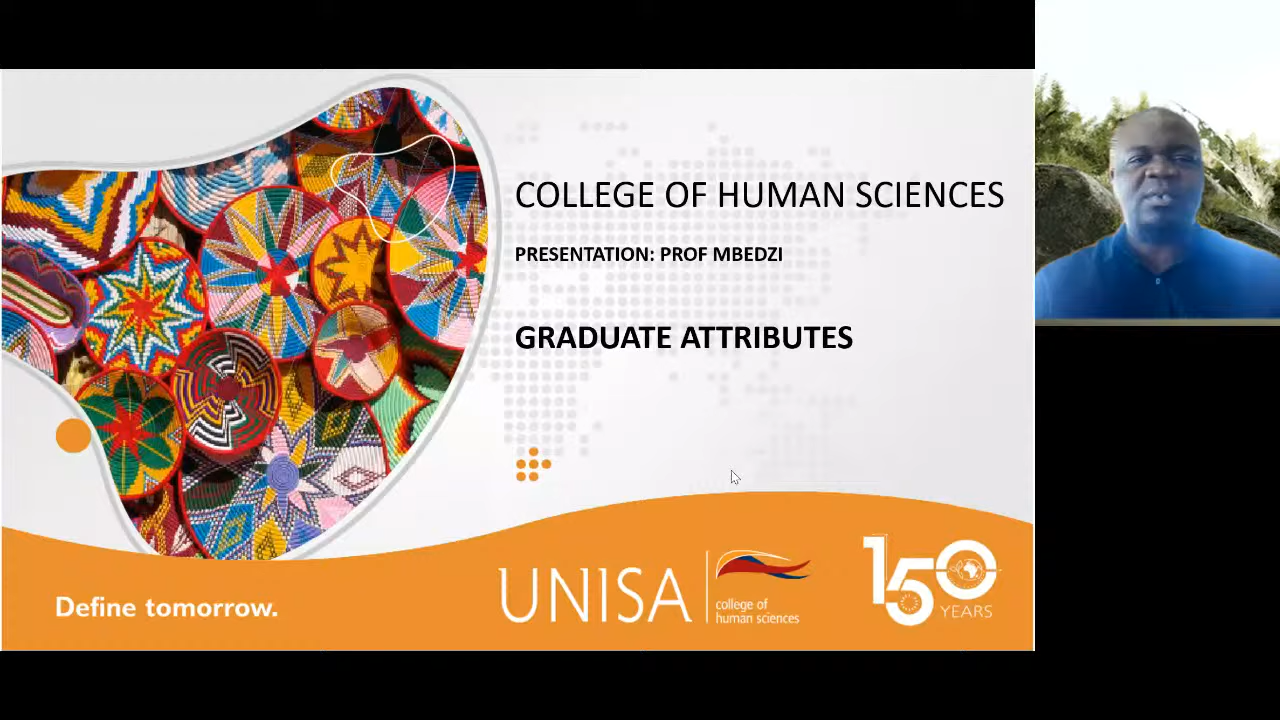 COLLEGE OF HUMAN SCIENCES
PRESENTATION: PROF MBEDZI
GRADUATE ATTRIBUTES
Define tomorrow.
UNISA
college of
human sciences
150
YEARS